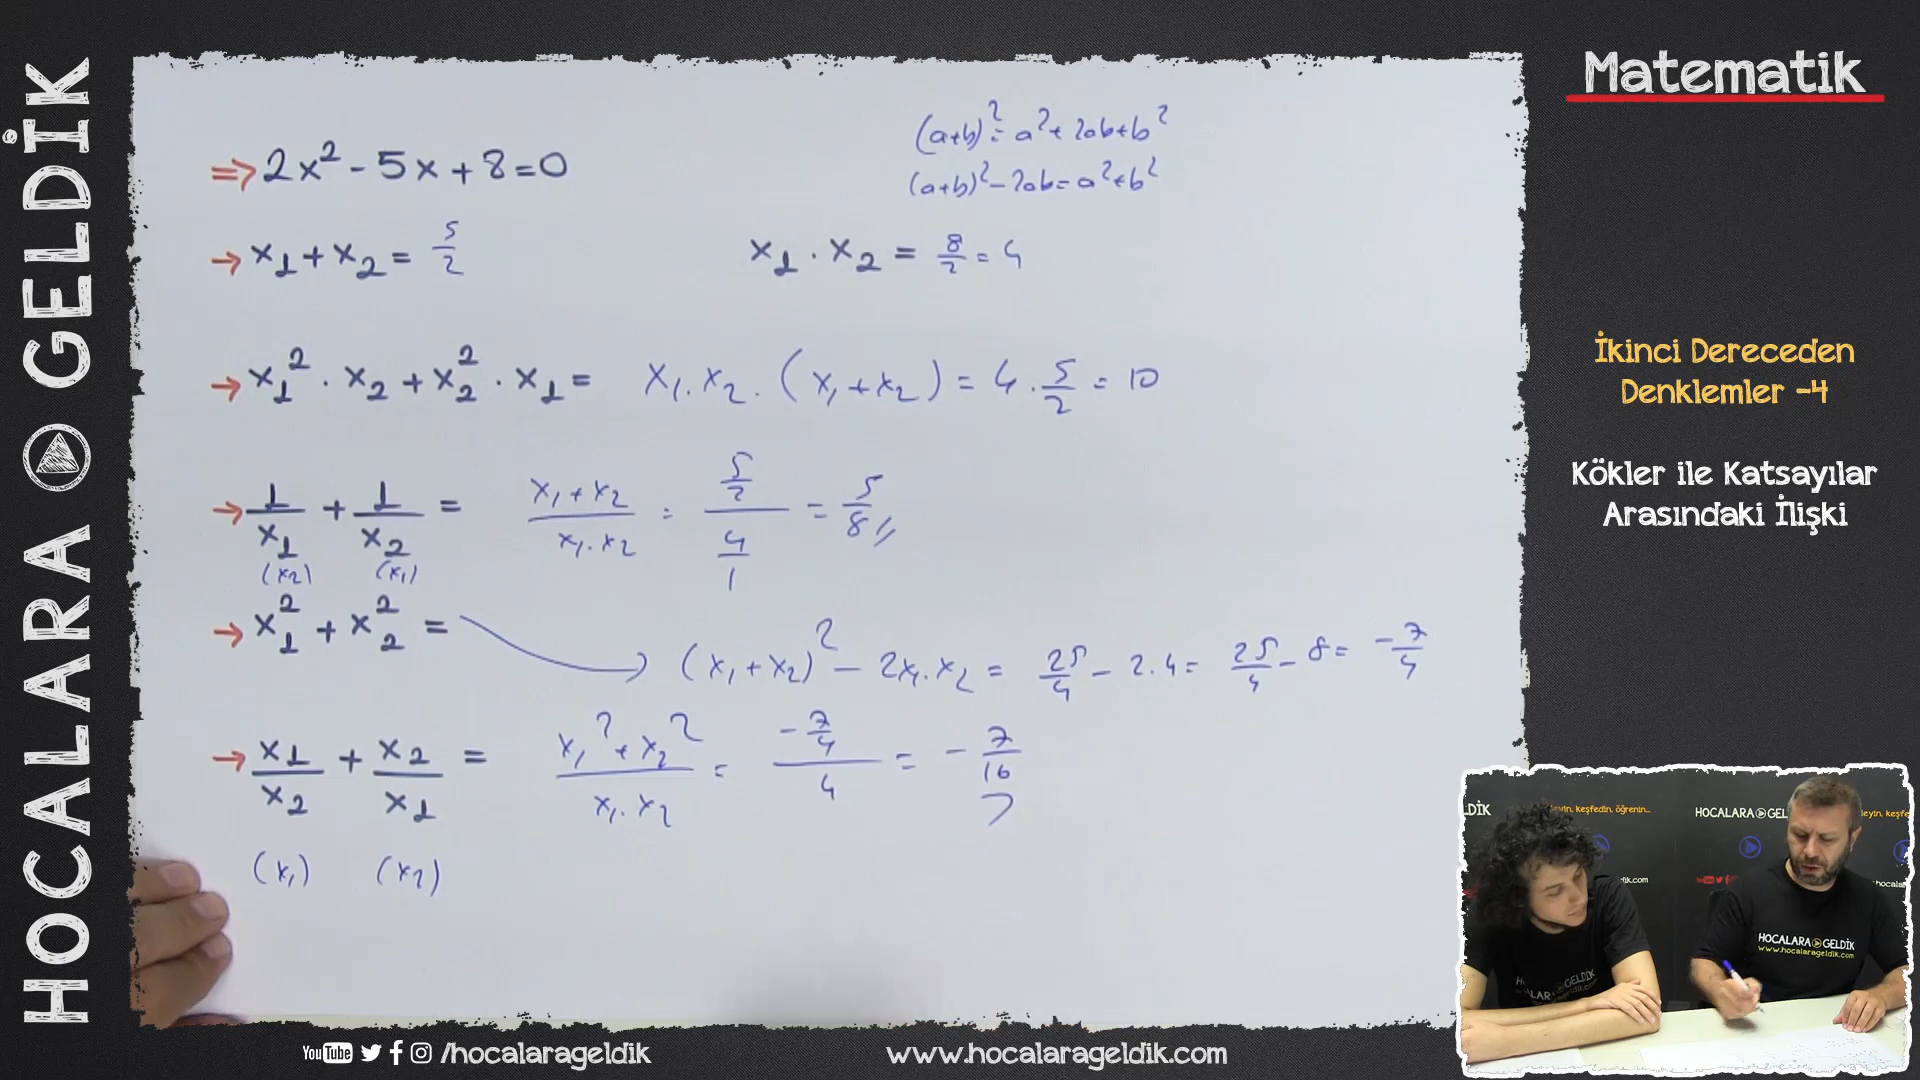 HOCALARA GELDİK
Matematik
İkinci Dereceden
Denklemler -4
Kökler ile Katsayılar
Arasındaki İlişki
(a+b)² = a²+2ab+b²
(a+b)²-2ab=a²+b²
⇒ 2x² - 5x + 8 = 0
→ x₁ + x₂ = 5/2
x₁ . x₂ = 8/2 = 4
→ x₁² . x₂ + x₂² . x₁ = x₁.x₂.(x₁+x₂) = 4 . 5/2 = 10
→ 1/x₁ + 1/x₂ = (x₁+x₂)/(x₁.x₂) = (5/2)/(4/1) = 5/8
(x₂) (x₁)
→ x₁² + x₂² =
(x₁+x₂)² - 2x₁.x₂ = 25/4 - 2.4 = 25/4 - 8 = -7/4
→ x₁/x₂ + x₂/x₁ = (x₁²+x₂²)/(x₁.x₂) = (-7/4)/4 = -7/16
(x₁) (x₂)
HOCALARA GELDİK
www.hocalarageldik.com
YouTube /hocalarageldik
www.hocalarageldik.com